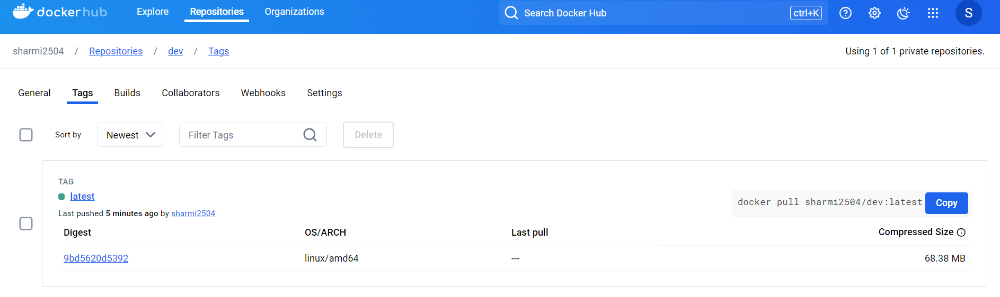 dockerhub Explore Repositories Organizations Search Docker Hub ctrl+K S
sharmi2504 / Repositories / dev / Tags Using 1 of 1 private repositories.
General Tags Builds Collaborators Webhooks Settings
Sort by Newest Filter Tags Delete
TAG
latest
docker pull sharmi2504/dev:latest Copy
Last pushed 5 minutes ago by sharmi2504
Digest OS/ARCH Last pull Compressed Size
9bd5620d5392 linux/amd64 --- 68.38 MB